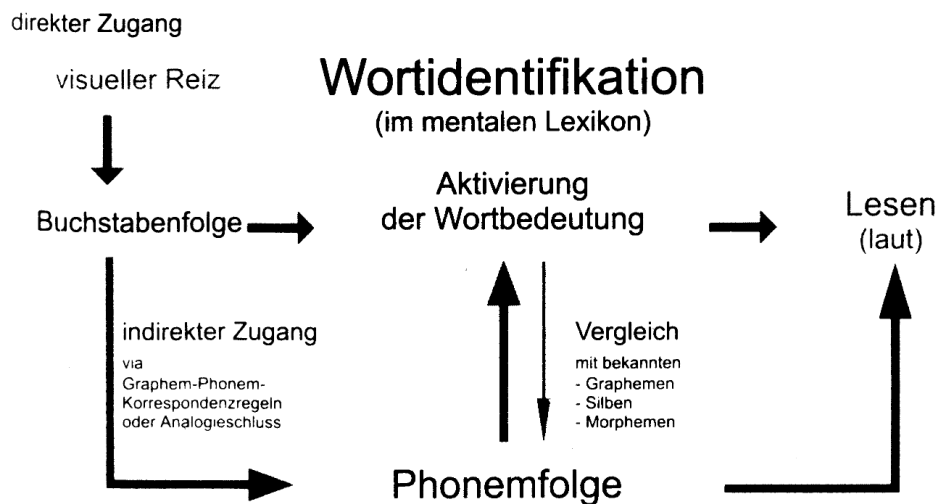 direkter Zugang
visueller Reiz
Wortidentifikation
(im mentalen Lexikon)
Buchstabenfolge
Aktivierung
der Wortbedeutung
Lesen
(laut)
indirekter Zugang
via
Graphem-Phonem-
Korrespondenzregeln
oder Analogieschluss
Vergleich
mit bekannten
- Graphemen
- Silben
- Morphemen
Phonemfolge